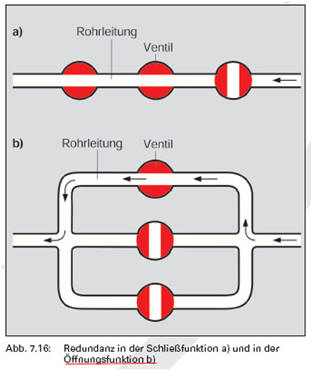 a)
Rohrleitung
Ventil
b)
Rohrleitung
Ventil
Abb. 7.16: Redundanz in der Schließfunktion a) und in der
Öffnungsfunktion b)